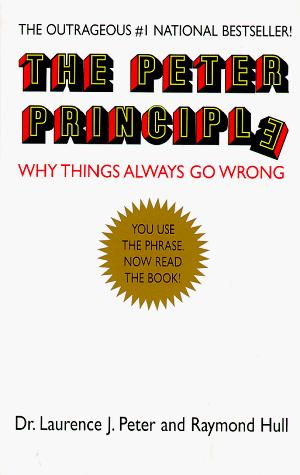 THE OUTRAGEOUS #1 NATIONAL BESTSELLER!
THE PETER
PRINCIPLE
WHY THINGS ALWAYS GO WRONG
YOU USE
THE PHRASE.
NOW READ
THE BOOK!
Dr. Laurence J. Peter and Raymond Hull